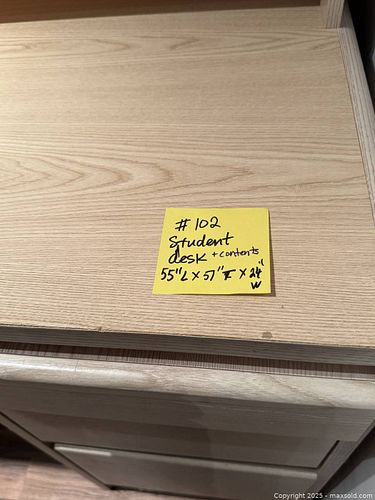 # 102
Student
desk + contents
55"L x 57"T x 24"
W
Copyright © 2025 - maxsold.com